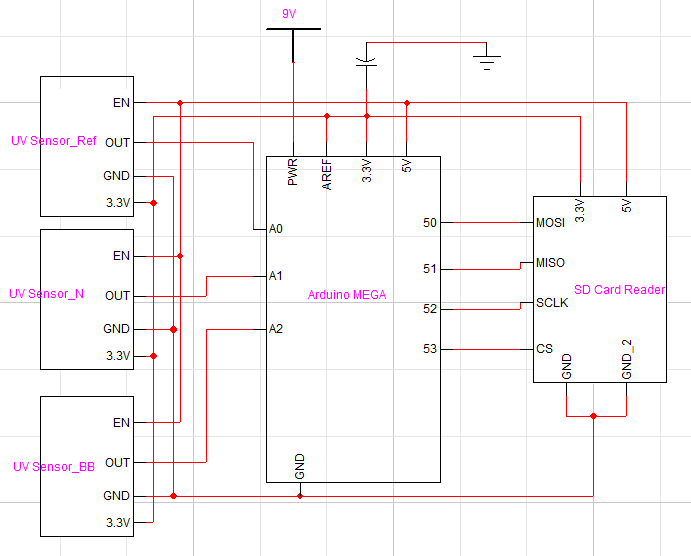 9V
EN
UV Sensor_Ref
OUT
GND
3.3V
EN
UV Sensor_N
OUT
GND
3.3V
EN
UV Sensor_BB
OUT
GND
3.3V
PWR
AREF
3.3V
5V
A0
A1
A2
Arduino MEGA
50
51
52
53
GND
3.3V
5V
MOSI
MISO
SD Card Reader
SCLK
CS
GND
GND_2